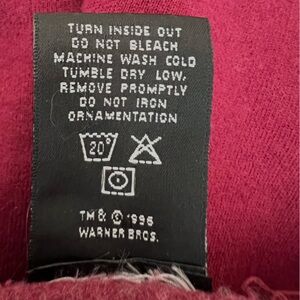 TURN INSIDE OUT
DO NOT BLEACH
MACHINE WASH COLD
TUMBLE DRY LOW,
REMOVE PROMPTLY
DO NOT IRON
ORNAMENTATION
20°
TM & © 1996
WARNER BROS.